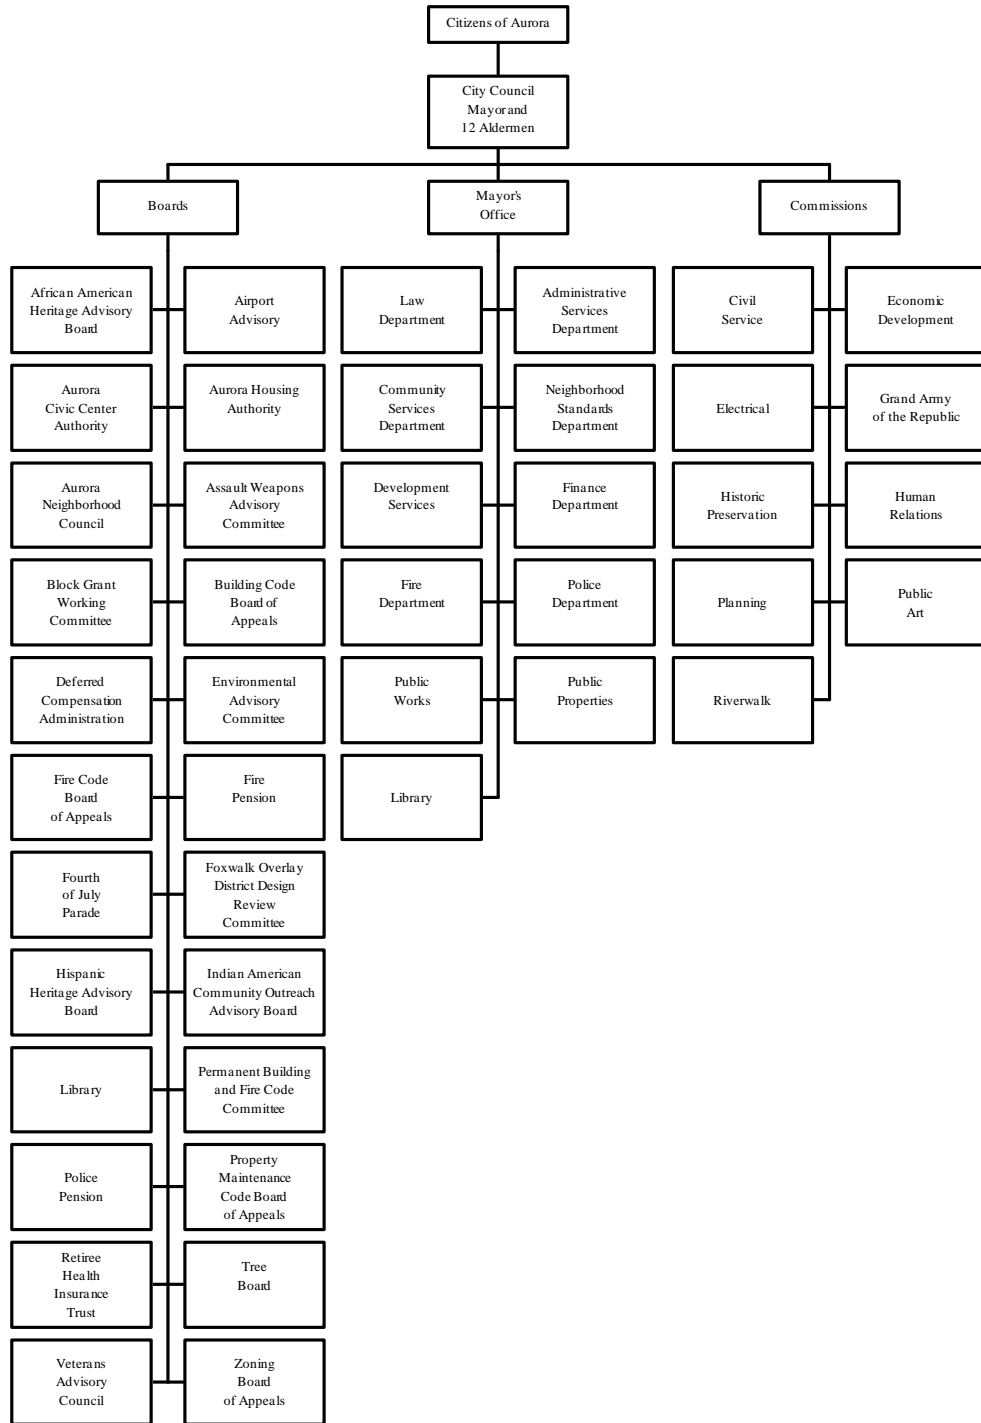 Citizens of Aurora
City Council
Mayor and
12 Aldermen
Boards
Mayor's
Office
Commissions
African American
Heritage Advisory
Board
Airport
Advisory
Law
Department
Administrative
Services
Department
Civil
Service
Economic
Development
Aurora
Civic Center
Authority
Aurora Housing
Authority
Community
Services
Department
Neighborhood
Standards
Department
Electrical
Grand Army
of the Republic
Aurora
Neighborhood
Council
Assault Weapons
Advisory
Committee
Development
Services
Finance
Department
Historic
Preservation
Human
Relations
Block Grant
Working
Committee
Building Code
Board of
Appeals
Fire
Department
Police
Department
Planning
Public
Art
Deferred
Compensation
Administration
Environmental
Advisory
Committee
Public
Works
Public
Properties
Riverwalk
Fire Code
Board
of Appeals
Fire
Pension
Library
Fourth
of July
Parade
Foxwalk Overlay
District Design
Review
Committee
Hispanic
Heritage Advisory
Board
Indian American
Community Outreach
Advisory Board
Library
Permanent Building
and Fire Code
Committee
Police
Pension
Property
Maintenance
Code Board
of Appeals
Retiree
Health
Insurance
Trust
Tree
Board
Veterans
Advisory
Council
Zoning
Board
of Appeals